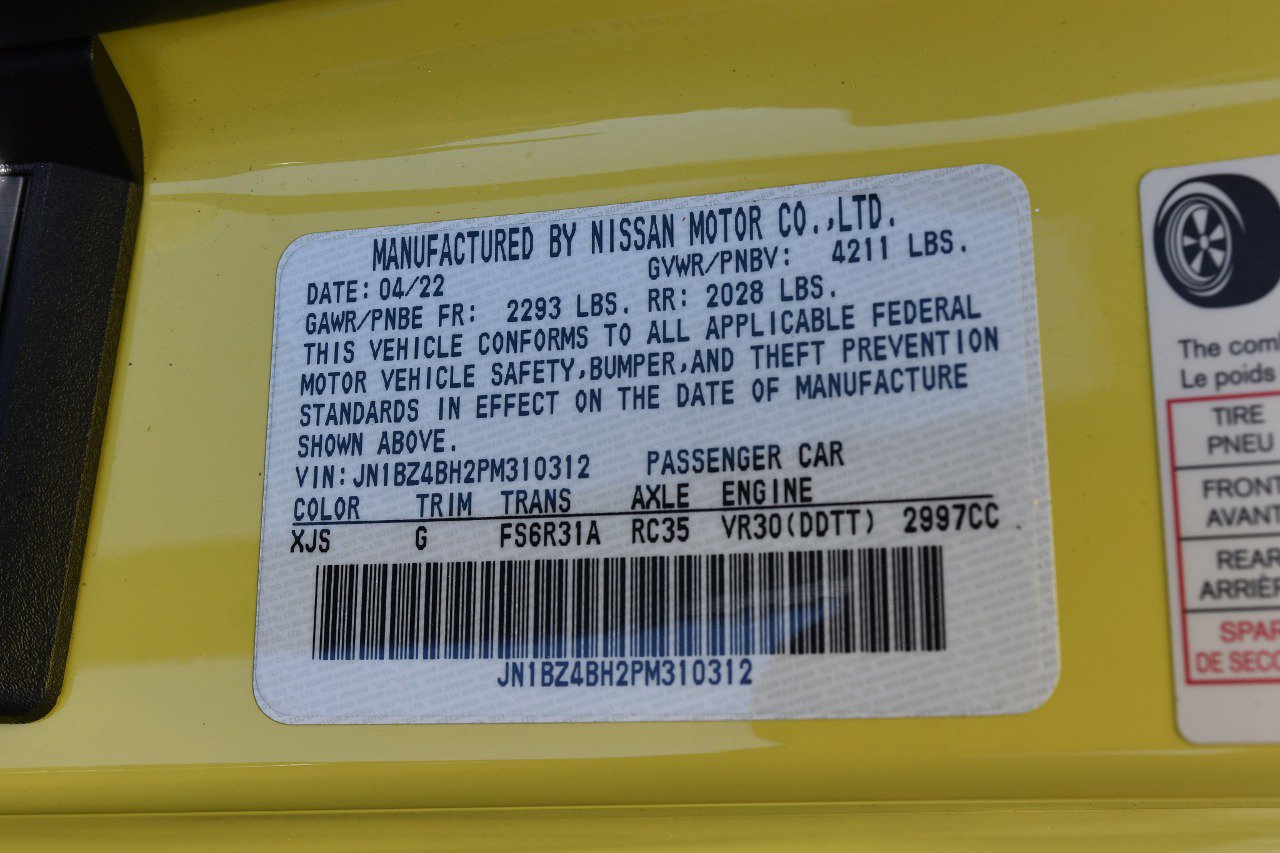 MANUFACTURED BY NISSAN MOTOR CO.,LTD.
DATE: 04/22 GVWR/PNBV: 4211 LBS.
GAWR/PNBE FR: 2293 LBS. RR: 2028 LBS.
THIS VEHICLE CONFORMS TO ALL APPLICABLE FEDERAL
MOTOR VEHICLE SAFETY,BUMPER,AND THEFT PREVENTION
STANDARDS IN EFFECT ON THE DATE OF MANUFACTURE
SHOWN ABOVE.
VIN: JN1BZ4BH2PM310312 PASSENGER CAR
COLOR TRIM TRANS AXLE ENGINE
XJS G FS6R31A RC35 VR30(DDTT) 2997CC
JN1BZ4BH2PM310312
The
Le poids
TIRE
PNEU
FRONT
AVANT
REAR
DE